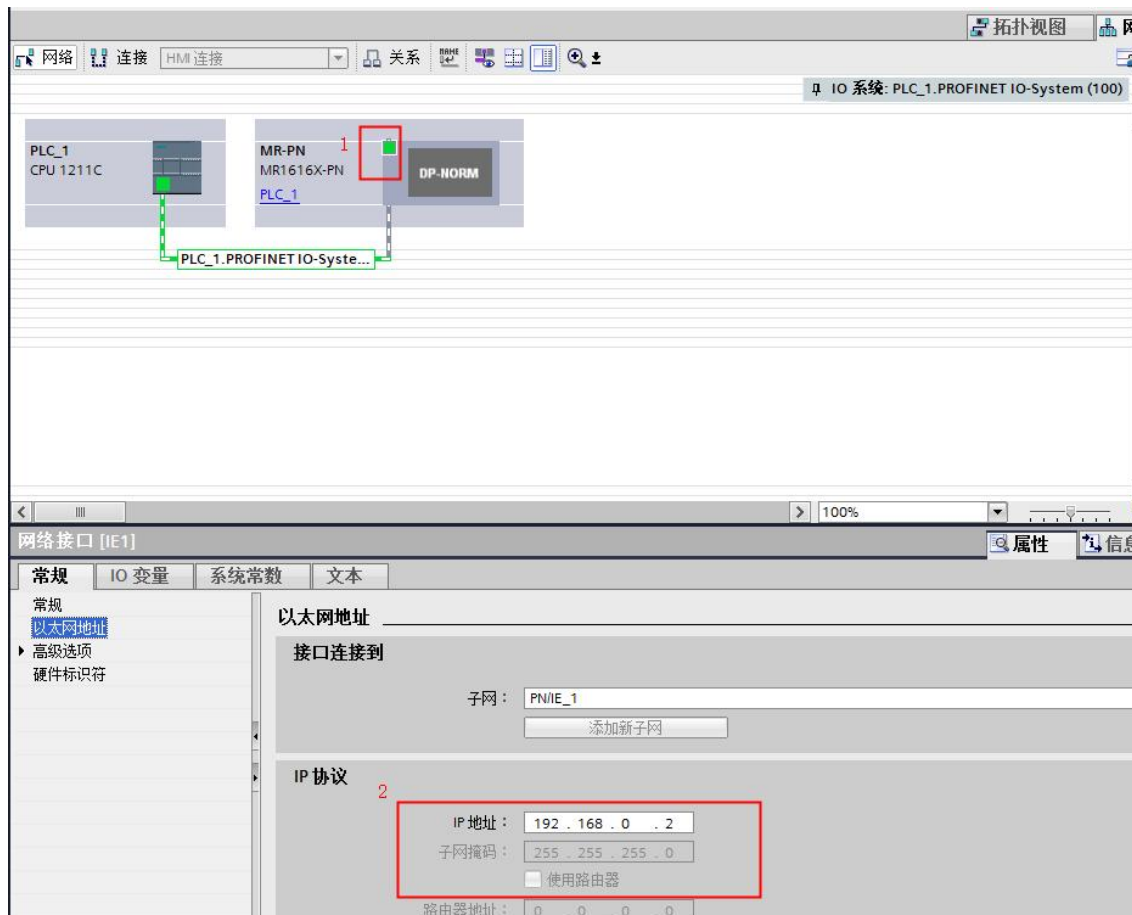 拓扑视图
网络 连接 HMI 连接 关系 100%
IO 系统: PLC_1.PROFINET IO-System (100)
PLC_1
CPU 1211C
MR-PN
MR1616X-PN
PLC_1
1
DP-NORM
PLC_1.PROFINET IO-Syste...
100%
网络接口 [IE1]
属性 信息
常规 IO 变量 系统常数 文本
常规
以太网地址
高级选项
硬件标识符
以太网地址
接口连接到
子网： PN/IE_1
添加新子网
IP 协议
2
IP 地址： 192 . 168 . 0 . 2
子网掩码： 255 . 255 . 255 . 0
使用路由器
路由器地址： 0 . 0 . 0 . 0